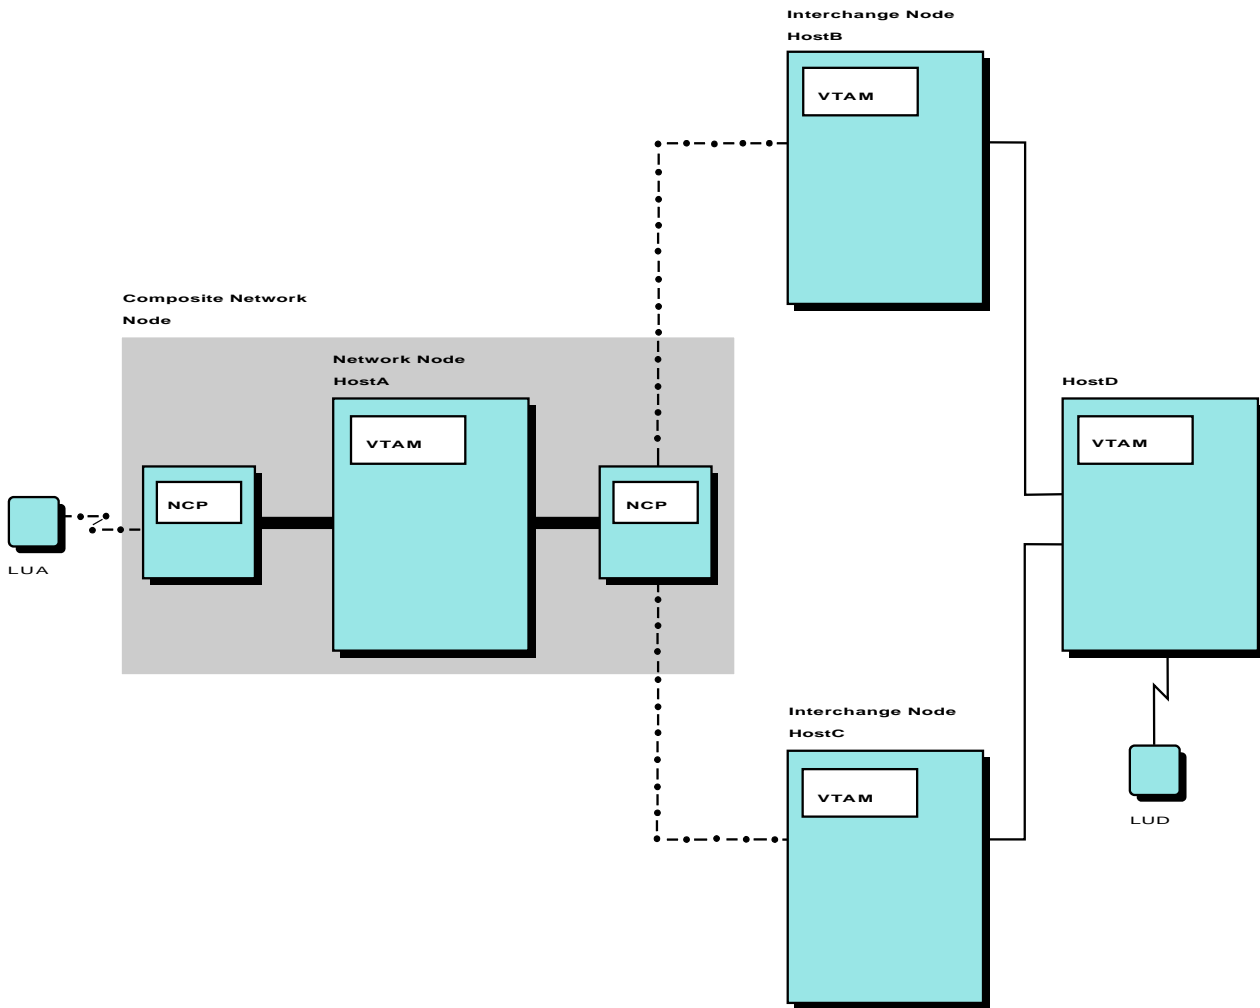 Interchange Node
HostB
VTAM
Composite Network
Node
Network Node
HostA
VTAM
NCP
NCP
LUA
HostD
VTAM
Interchange Node
HostC
VTAM
LUD